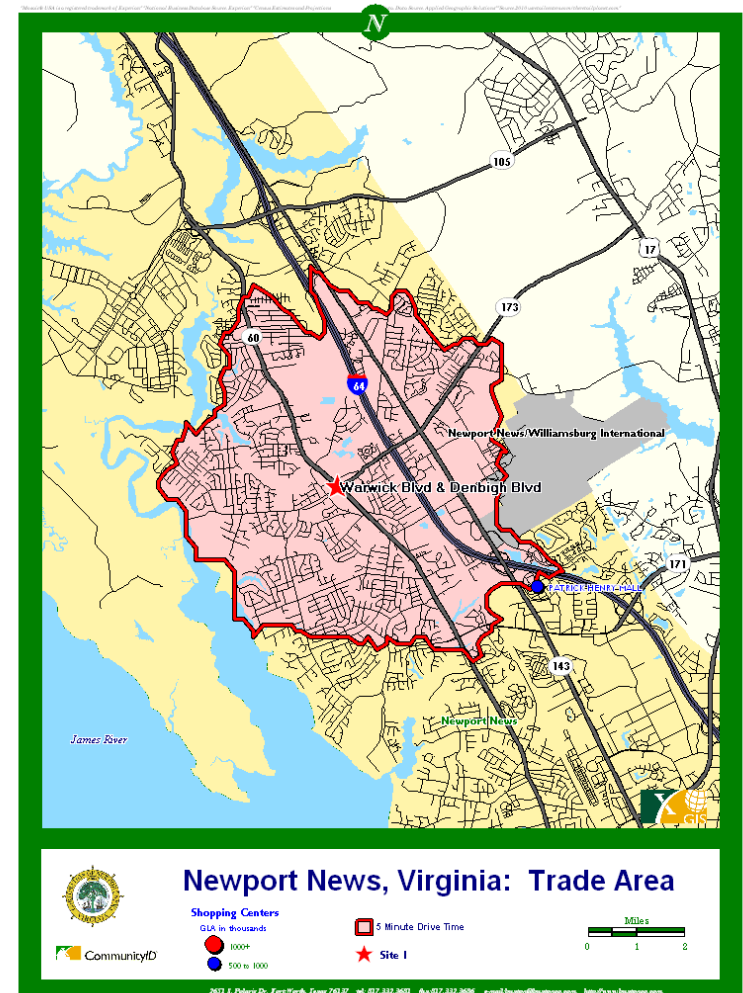 N
105
17
173
60
64
Newport News/Williamsburg International
Warwick Blvd & Denbigh Blvd
171
PATRICK HENRY MALL
143
Newport News
James River
X
GIS
Newport News, Virginia: Trade Area
Shopping Centers
GLA in thousands
1000+
500 to 1000
5 Minute Drive Time
Site 1
Miles
0 1 2
CommunityID